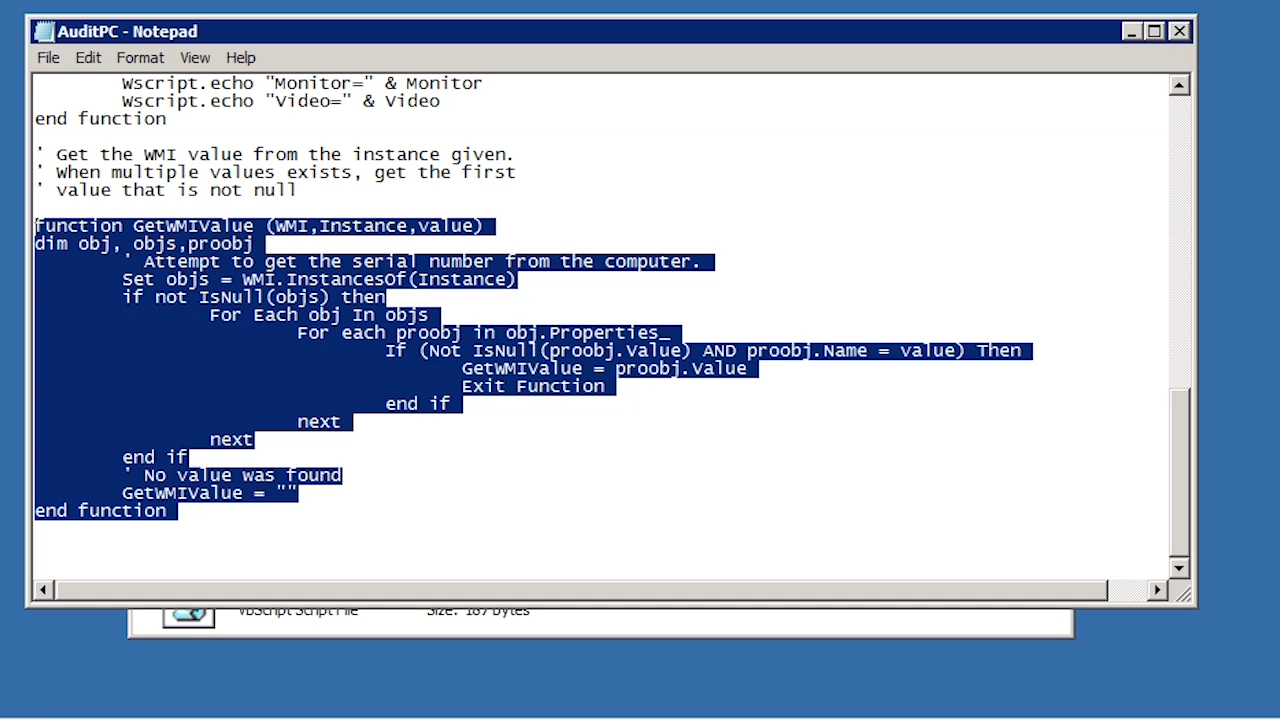 AuditPC - Notepad
File Edit Format View Help
Wscript.echo "Monitor=" & Monitor
Wscript.echo "Video=" & Video
end function
' Get the WMI value from the instance given.
' When multiple values exists, get the first
' value that is not null
function GetWMIValue (WMI,Instance,value)
dim obj, objs,proobj
' Attempt to get the serial number from the computer.
Set objs = WMI.InstancesOf(Instance)
if not IsNull(objs) then
For Each obj In objs
For each proobj in obj.Properties_
If (Not IsNull(proobj.Value) AND proobj.Name = value) Then
GetWMIValue = proobj.Value
Exit Function
end if
next
next
end if
' No value was found
GetWMIValue = ""
end function
VBScript Script File Size: 187 bytes